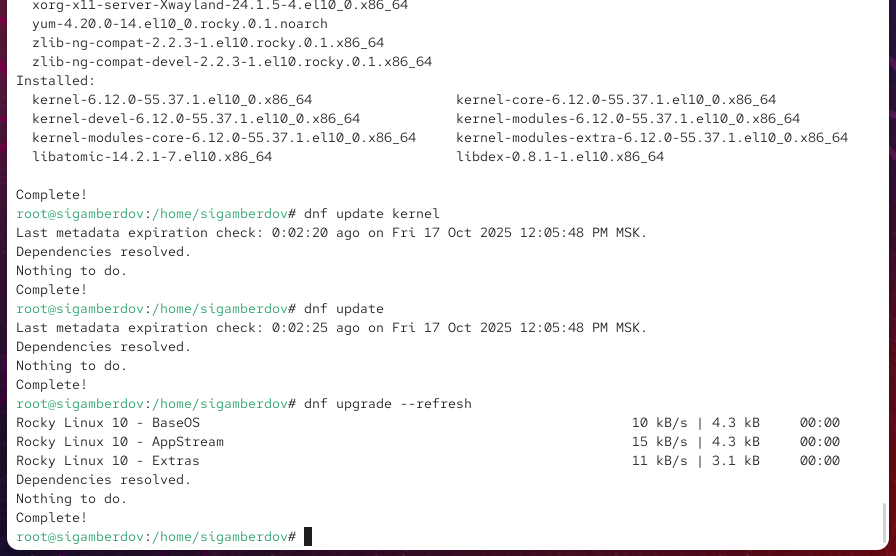 xorg-x11-server-Xwayland-24.1.5-4.el10_0.x86_64
yum-4.20.0-14.el10_0.rocky.0.1.noarch
zlib-ng-compat-2.2.3-1.el10.rocky.0.1.x86_64
zlib-ng-compat-devel-2.2.3-1.el10.rocky.0.1.x86_64
Installed:
kernel-6.12.0-55.37.1.el10_0.x86_64 kernel-core-6.12.0-55.37.1.el10_0.x86_64
kernel-devel-6.12.0-55.37.1.el10_0.x86_64 kernel-modules-6.12.0-55.37.1.el10_0.x86_64
kernel-modules-core-6.12.0-55.37.1.el10_0.x86_64 kernel-modules-extra-6.12.0-55.37.1.el10_0.x86_64
libatomic-14.2.1-7.el10.x86_64 libdex-0.8.1-1.el10.x86_64
Complete!
root@sigamberdov:/home/sigamberdov# dnf update kernel
Last metadata expiration check: 0:02:20 ago on Fri 17 Oct 2025 12:05:48 PM MSK.
Dependencies resolved.
Nothing to do.
Complete!
root@sigamberdov:/home/sigamberdov# dnf update
Last metadata expiration check: 0:02:25 ago on Fri 17 Oct 2025 12:05:48 PM MSK.
Dependencies resolved.
Nothing to do.
Complete!
root@sigamberdov:/home/sigamberdov# dnf upgrade --refresh
Rocky Linux 10 - BaseOS 10 kB/s | 4.3 kB 00:00
Rocky Linux 10 - AppStream 15 kB/s | 4.3 kB 00:00
Rocky Linux 10 - Extras 11 kB/s | 3.1 kB 00:00
Dependencies resolved.
Nothing to do.
Complete!
root@sigamberdov:/home/sigamberdov#